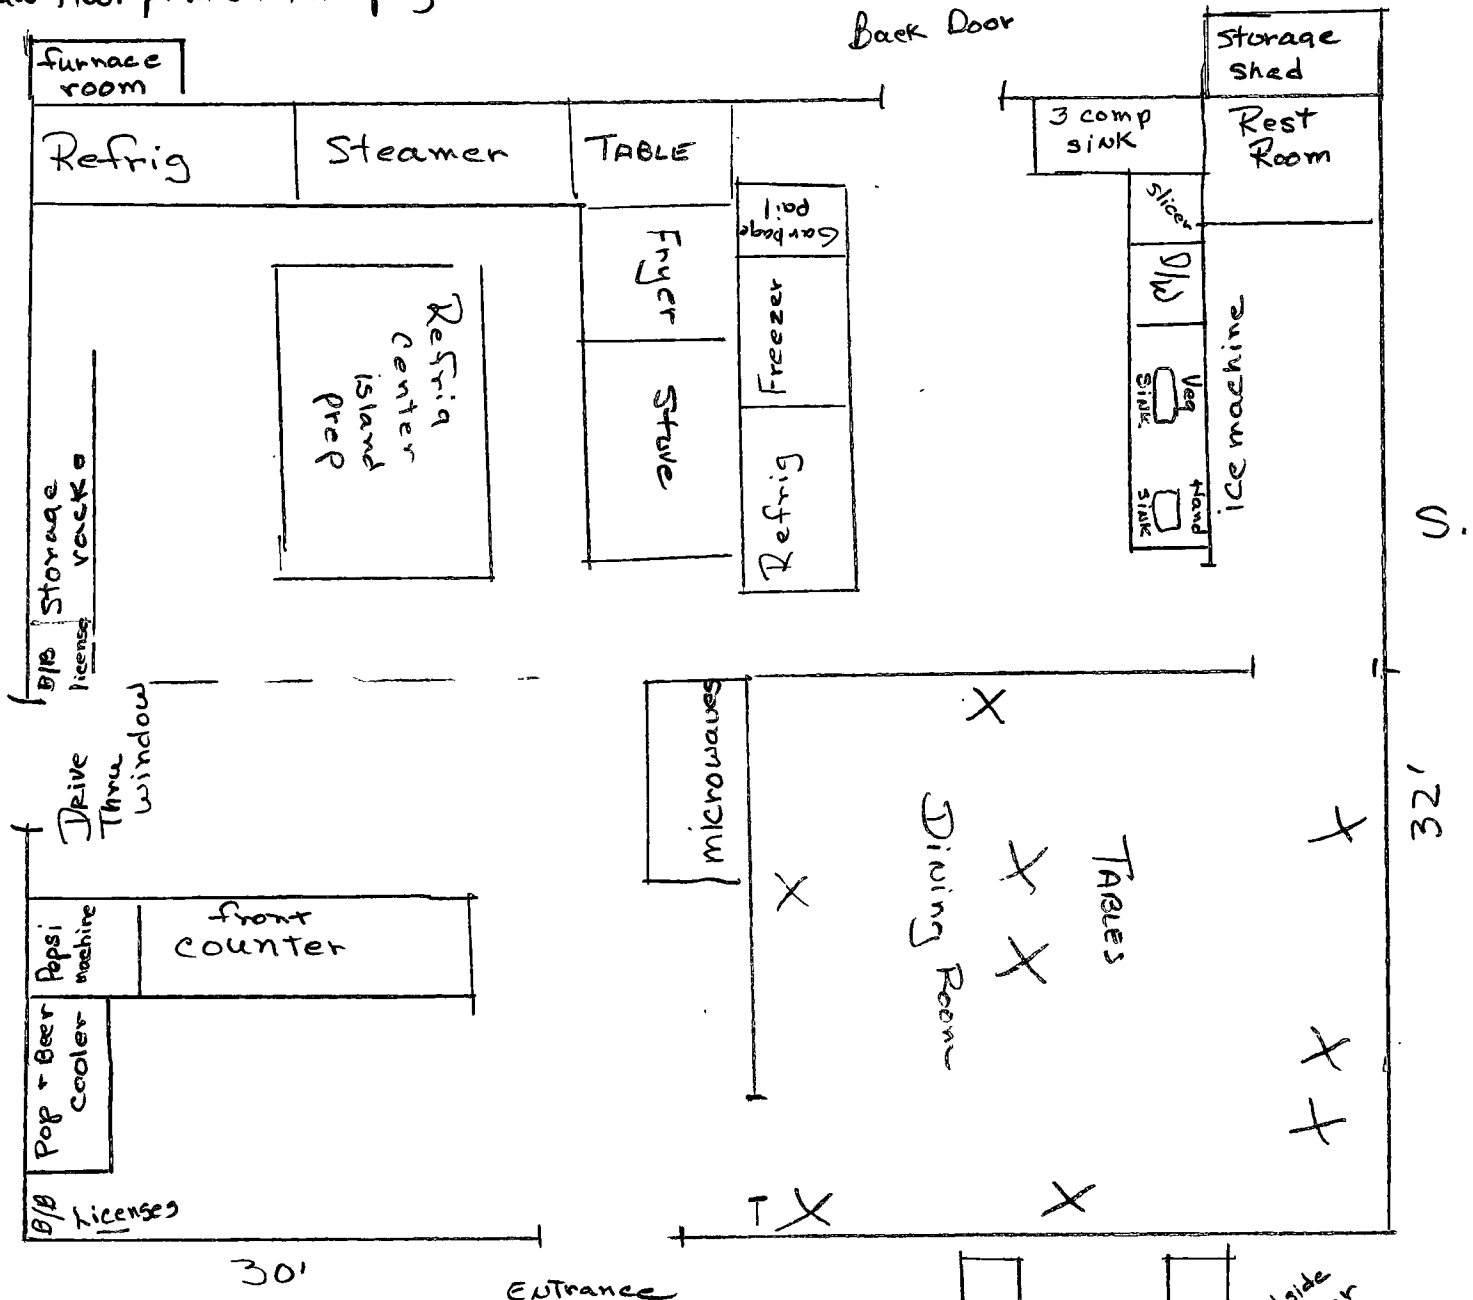 Back Door
storage
shed
furnace
room
Refrig
Steamer
TABLE
3 comp
sink
Rest
Room
Garbage
pail
slicer
Fryer
D/W
Freezer
Refrig
center
island
prep
Stove
Veg
sink
ice machine
Refrig
Hand
sink
Storage
racks
B/B
license
S.
Drive
Thru
window
microwaves
32'
Dining Room
TABLES
X
X
X
X
X
X
X
X
X
Popsi
machine
front
counter
Pop + Beer
cooler
B/B Licenses
30'
Entrance